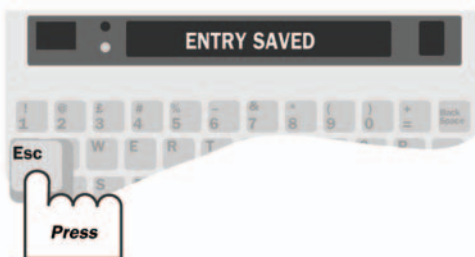 ENTRY SAVED
! @ £ # % - & * ( ) +
1 2 3 4 5 6 7 8 9 0 = Back Space
Esc W E R T
S
Press